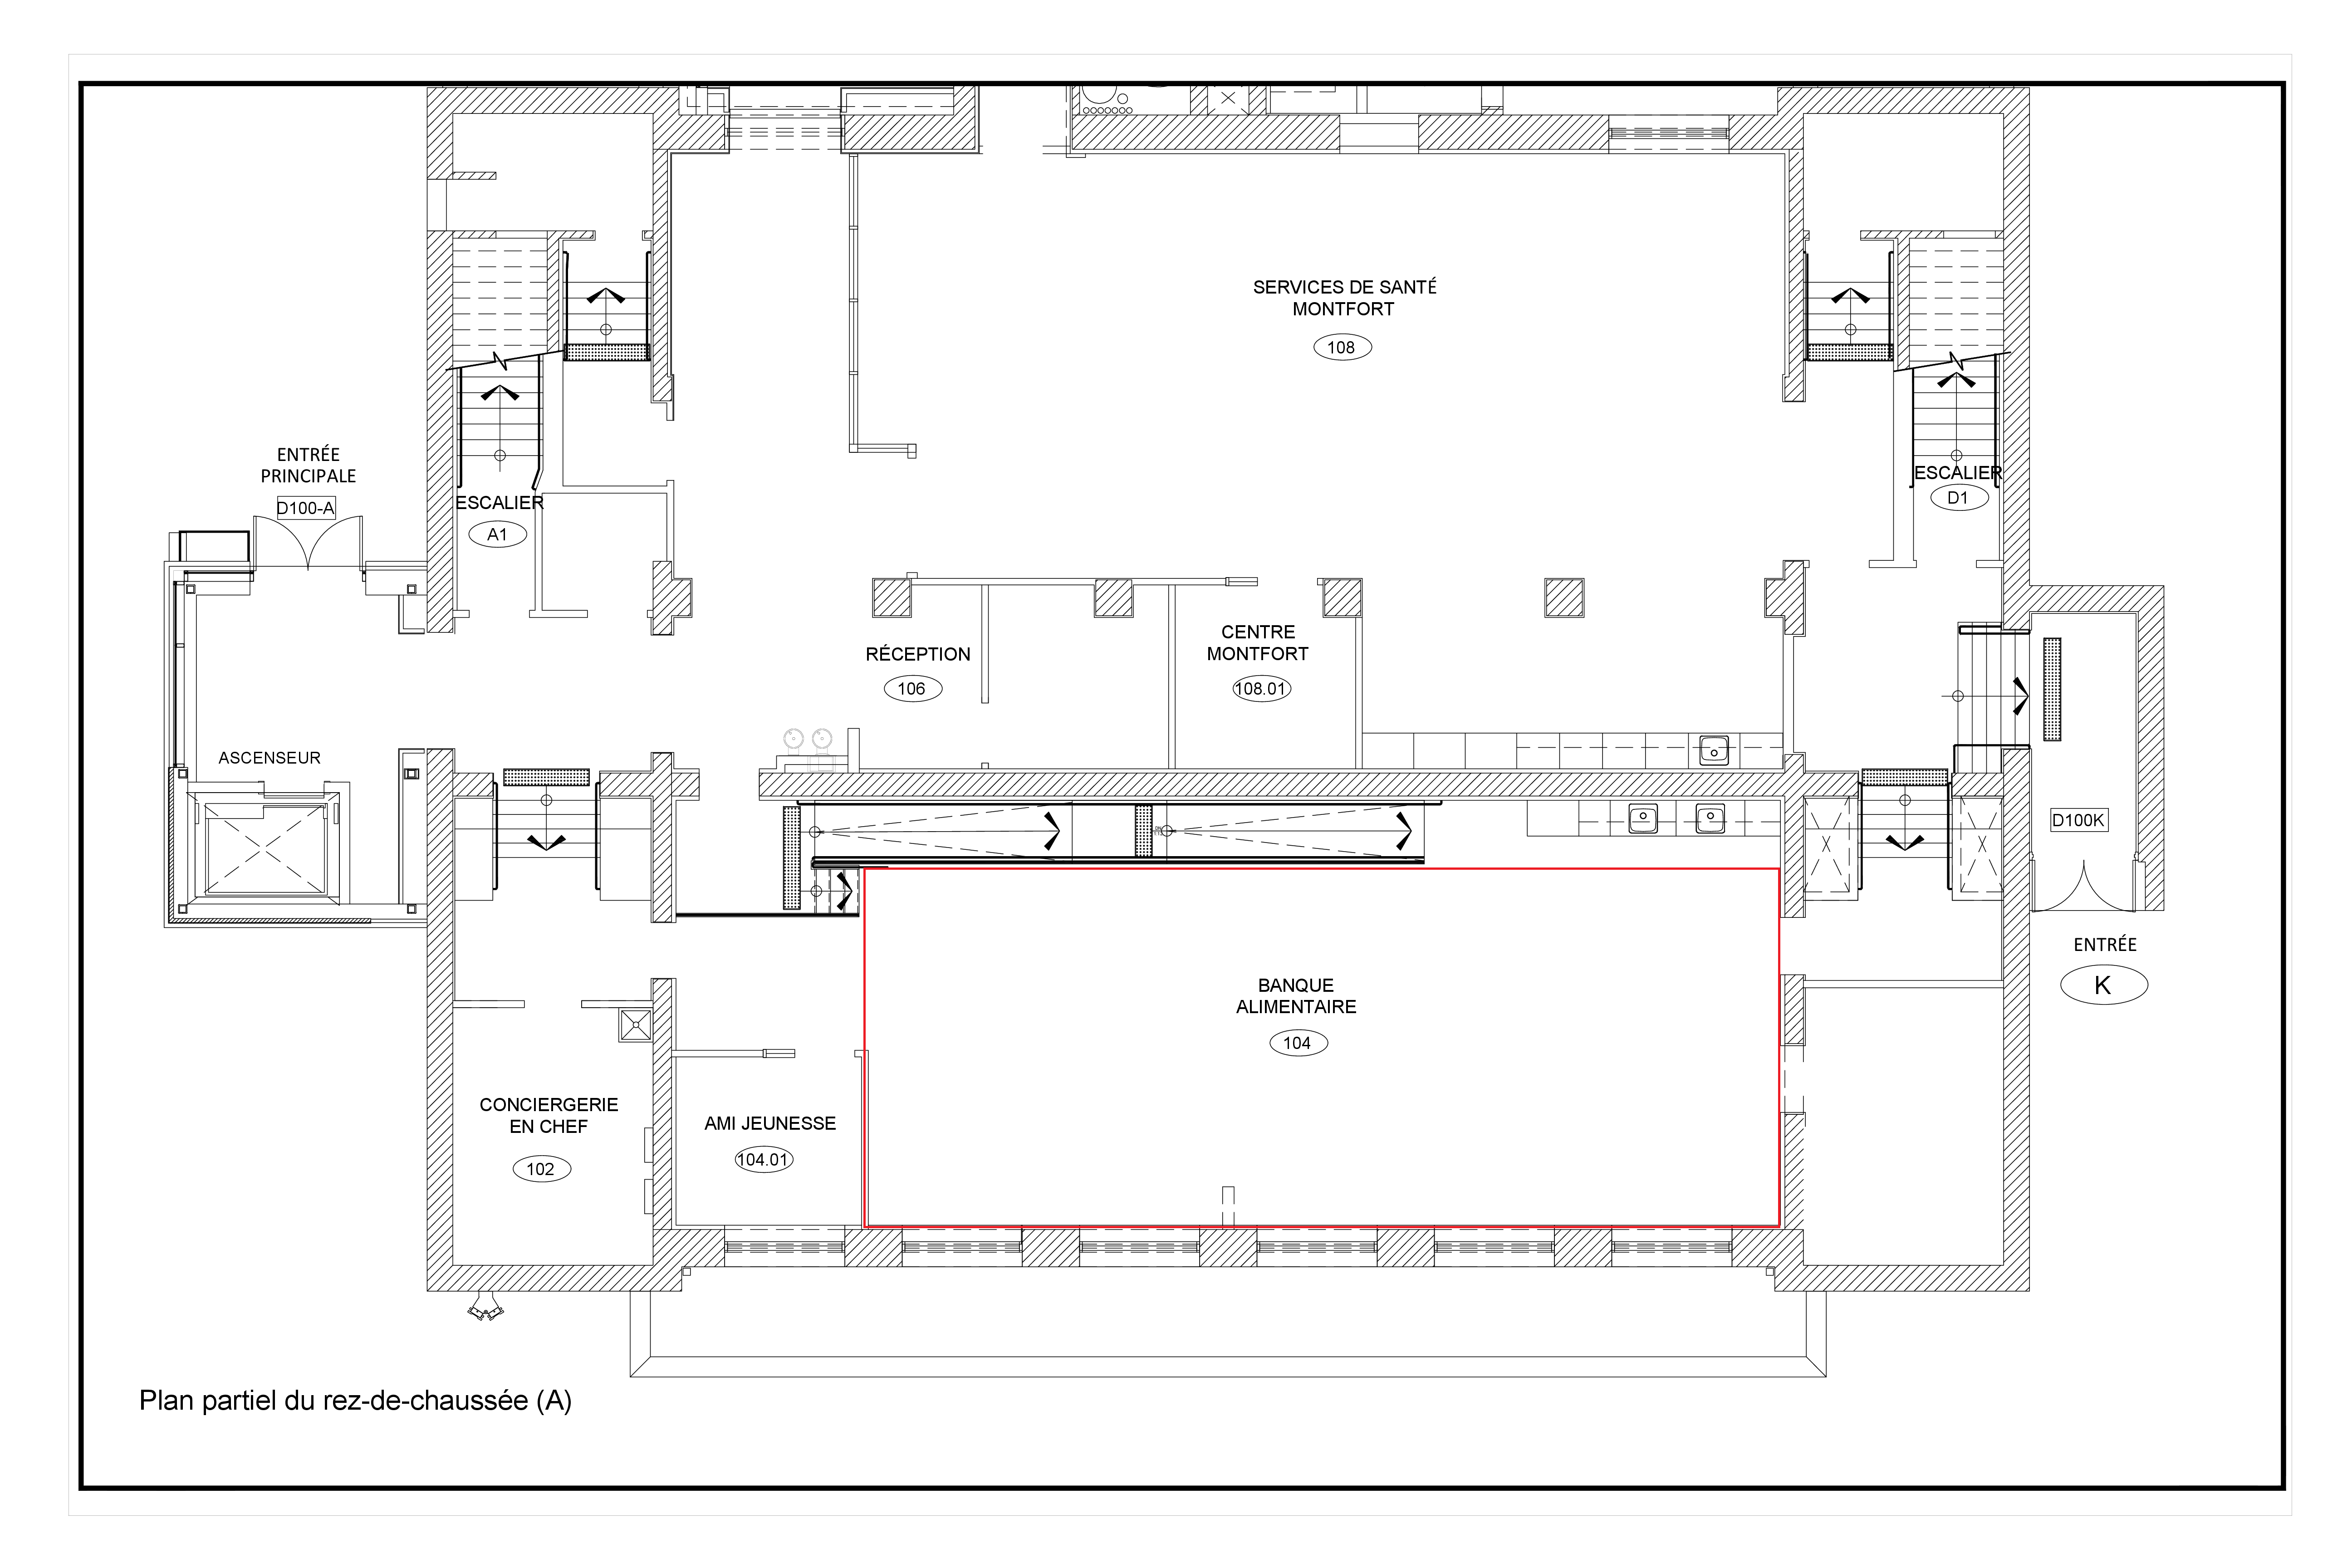 SERVICES DE SANTÉ
MONTFORT
108
ENTRÉE
PRINCIPALE
D100-A
ESCALIER
A1
ESCALIER
D1
RÉCEPTION
106
CENTRE
MONTFORT
108.01
ASCENSEUR
D100K
ENTRÉE
K
BANQUE
ALIMENTAIRE
104
CONCIERGERIE
EN CHEF
102
AMI JEUNESSE
104.01
Plan partiel du rez-de-chaussée (A)